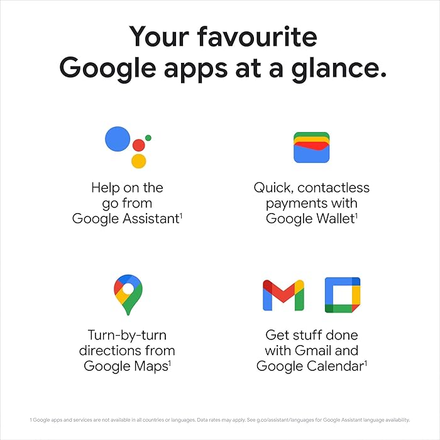 Your favourite
Google apps at a glance.
Help on the
go from
Google Assistant¹
Quick, contactless
payments with
Google Wallet¹
Turn-by-turn
directions from
Google Maps¹
Get stuff done
with Gmail and
Google Calendar¹
¹ Google apps and services are not available in all countries or languages. Data rates may apply. See g.co/assistant/languages for Google Assistant language availability.